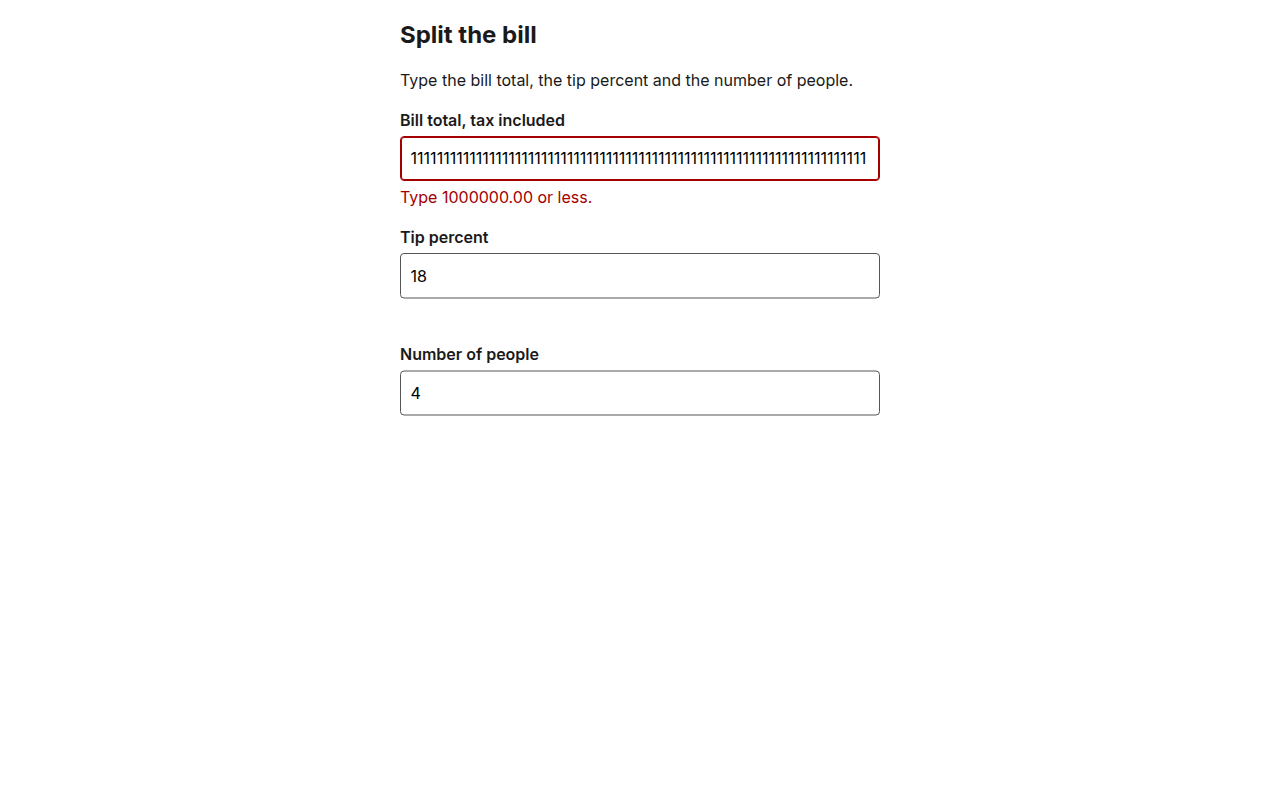 Split the bill
Type the bill total, the tip percent and the number of people.
Bill total, tax included
1111111111111111111111111111111111111111111111111111111111111111111111
Type 1000000.00 or less.
Tip percent
18
Number of people
4